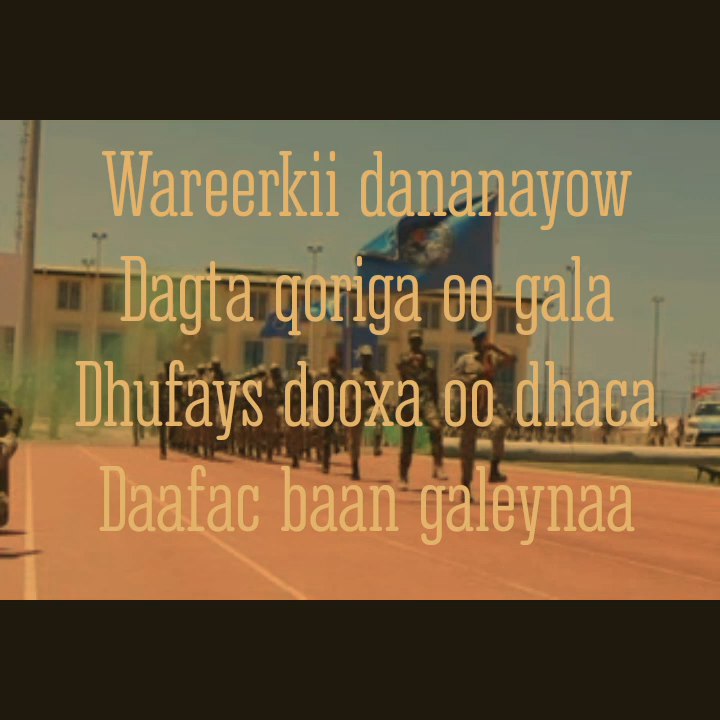 Wareerkii dananayow
Dagta qoriga oo gala
Dhufays dooxa oo dhaca
Daafac baan galeynaa